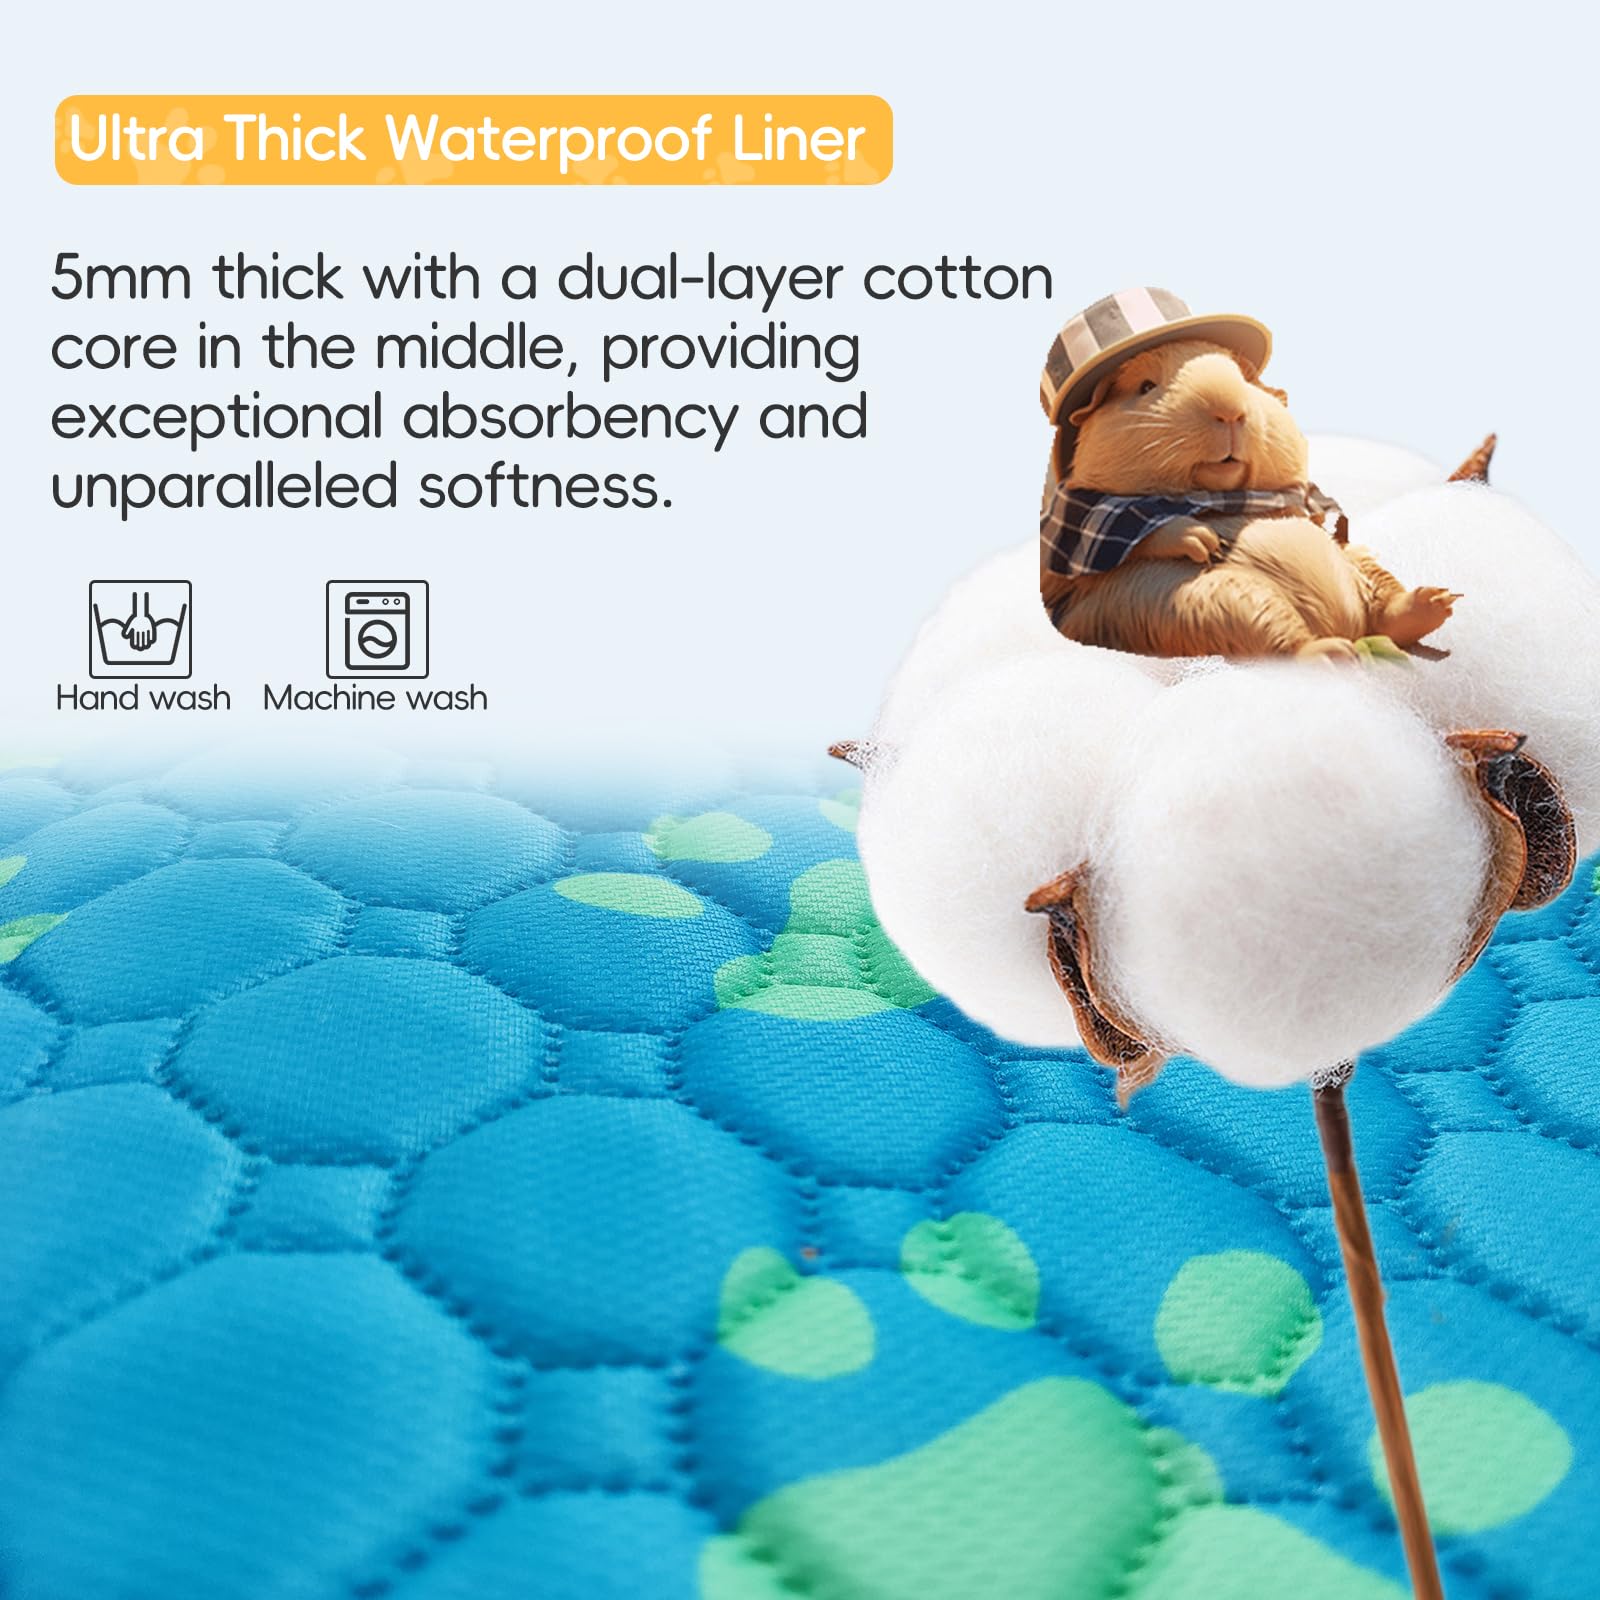 Ultra Thick Waterproof Liner
5mm thick with a dual-layer cotton
core in the middle, providing
exceptional absorbency and
unparalleled softness.
Hand wash
Machine wash